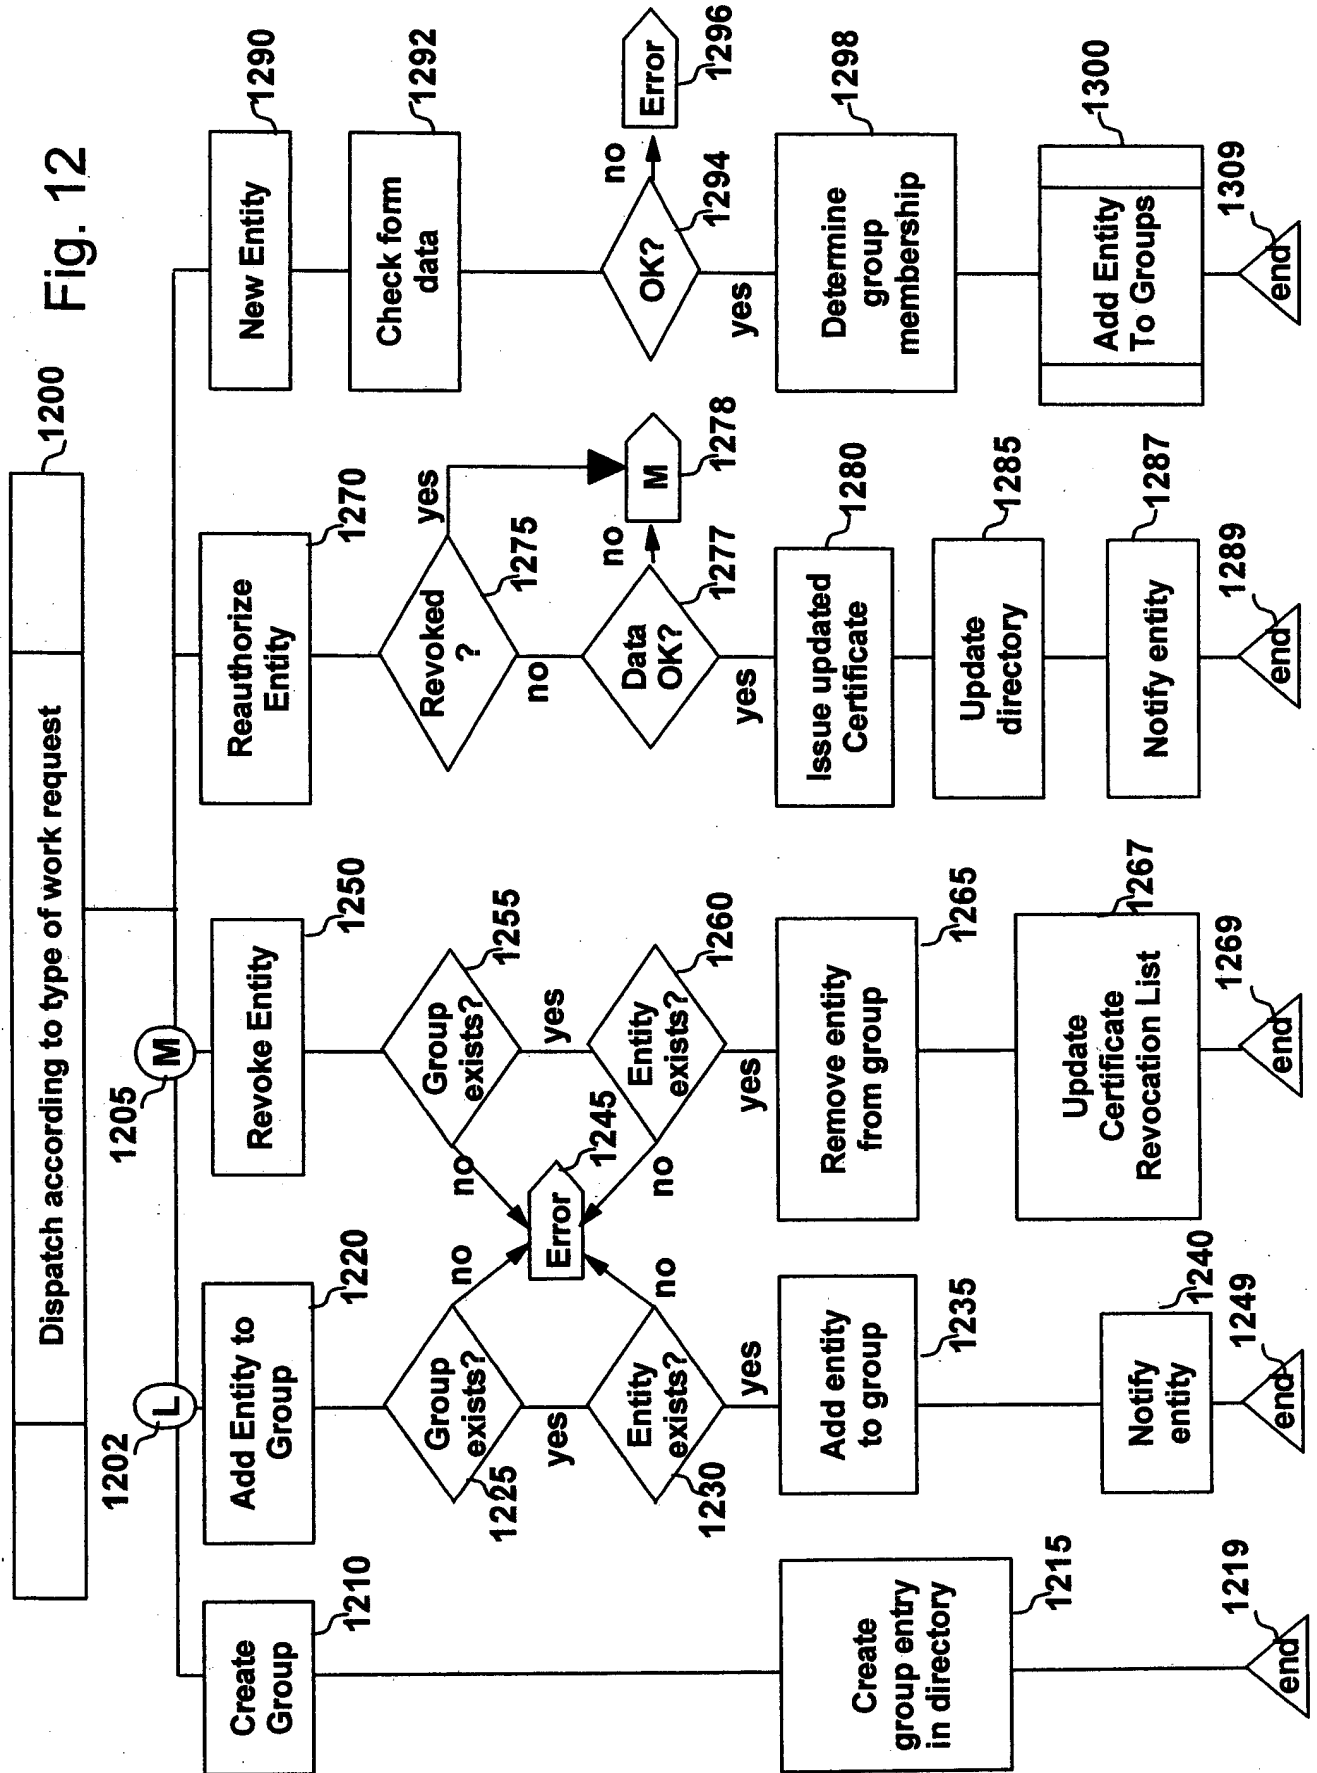 Fig. 12
1200
Dispatch according to type of work request
1202
L
1205
M
Create
Group
1210
Create
group entry
in directory
1215
end
1219
Add Entity to
Group
1220
Group
exists?
1225
no
yes
Entity
exists?
1230
no
yes
Add entity
to group
1235
Notify
entity
1240
end
1249
Error
1245
Revoke Entity
1250
Group
exists?
1255
no
yes
Entity
exists?
1260
no
yes
Remove entity
from group
1265
Update
Certificate
Revocation List
1267
end
1269
Reauthorize
Entity
1270
Revoked
?
1275
yes
no
Data
OK?
1277
no
M
1278
yes
Issue updated
Certificate
1280
Update
directory
1285
Notify entity
1287
end
1289
New Entity
1290
Check form
data
1292
OK?
1294
no
Error
1296
yes
Determine
group
membership
1298
Add Entity
To Groups
1300
end
1309